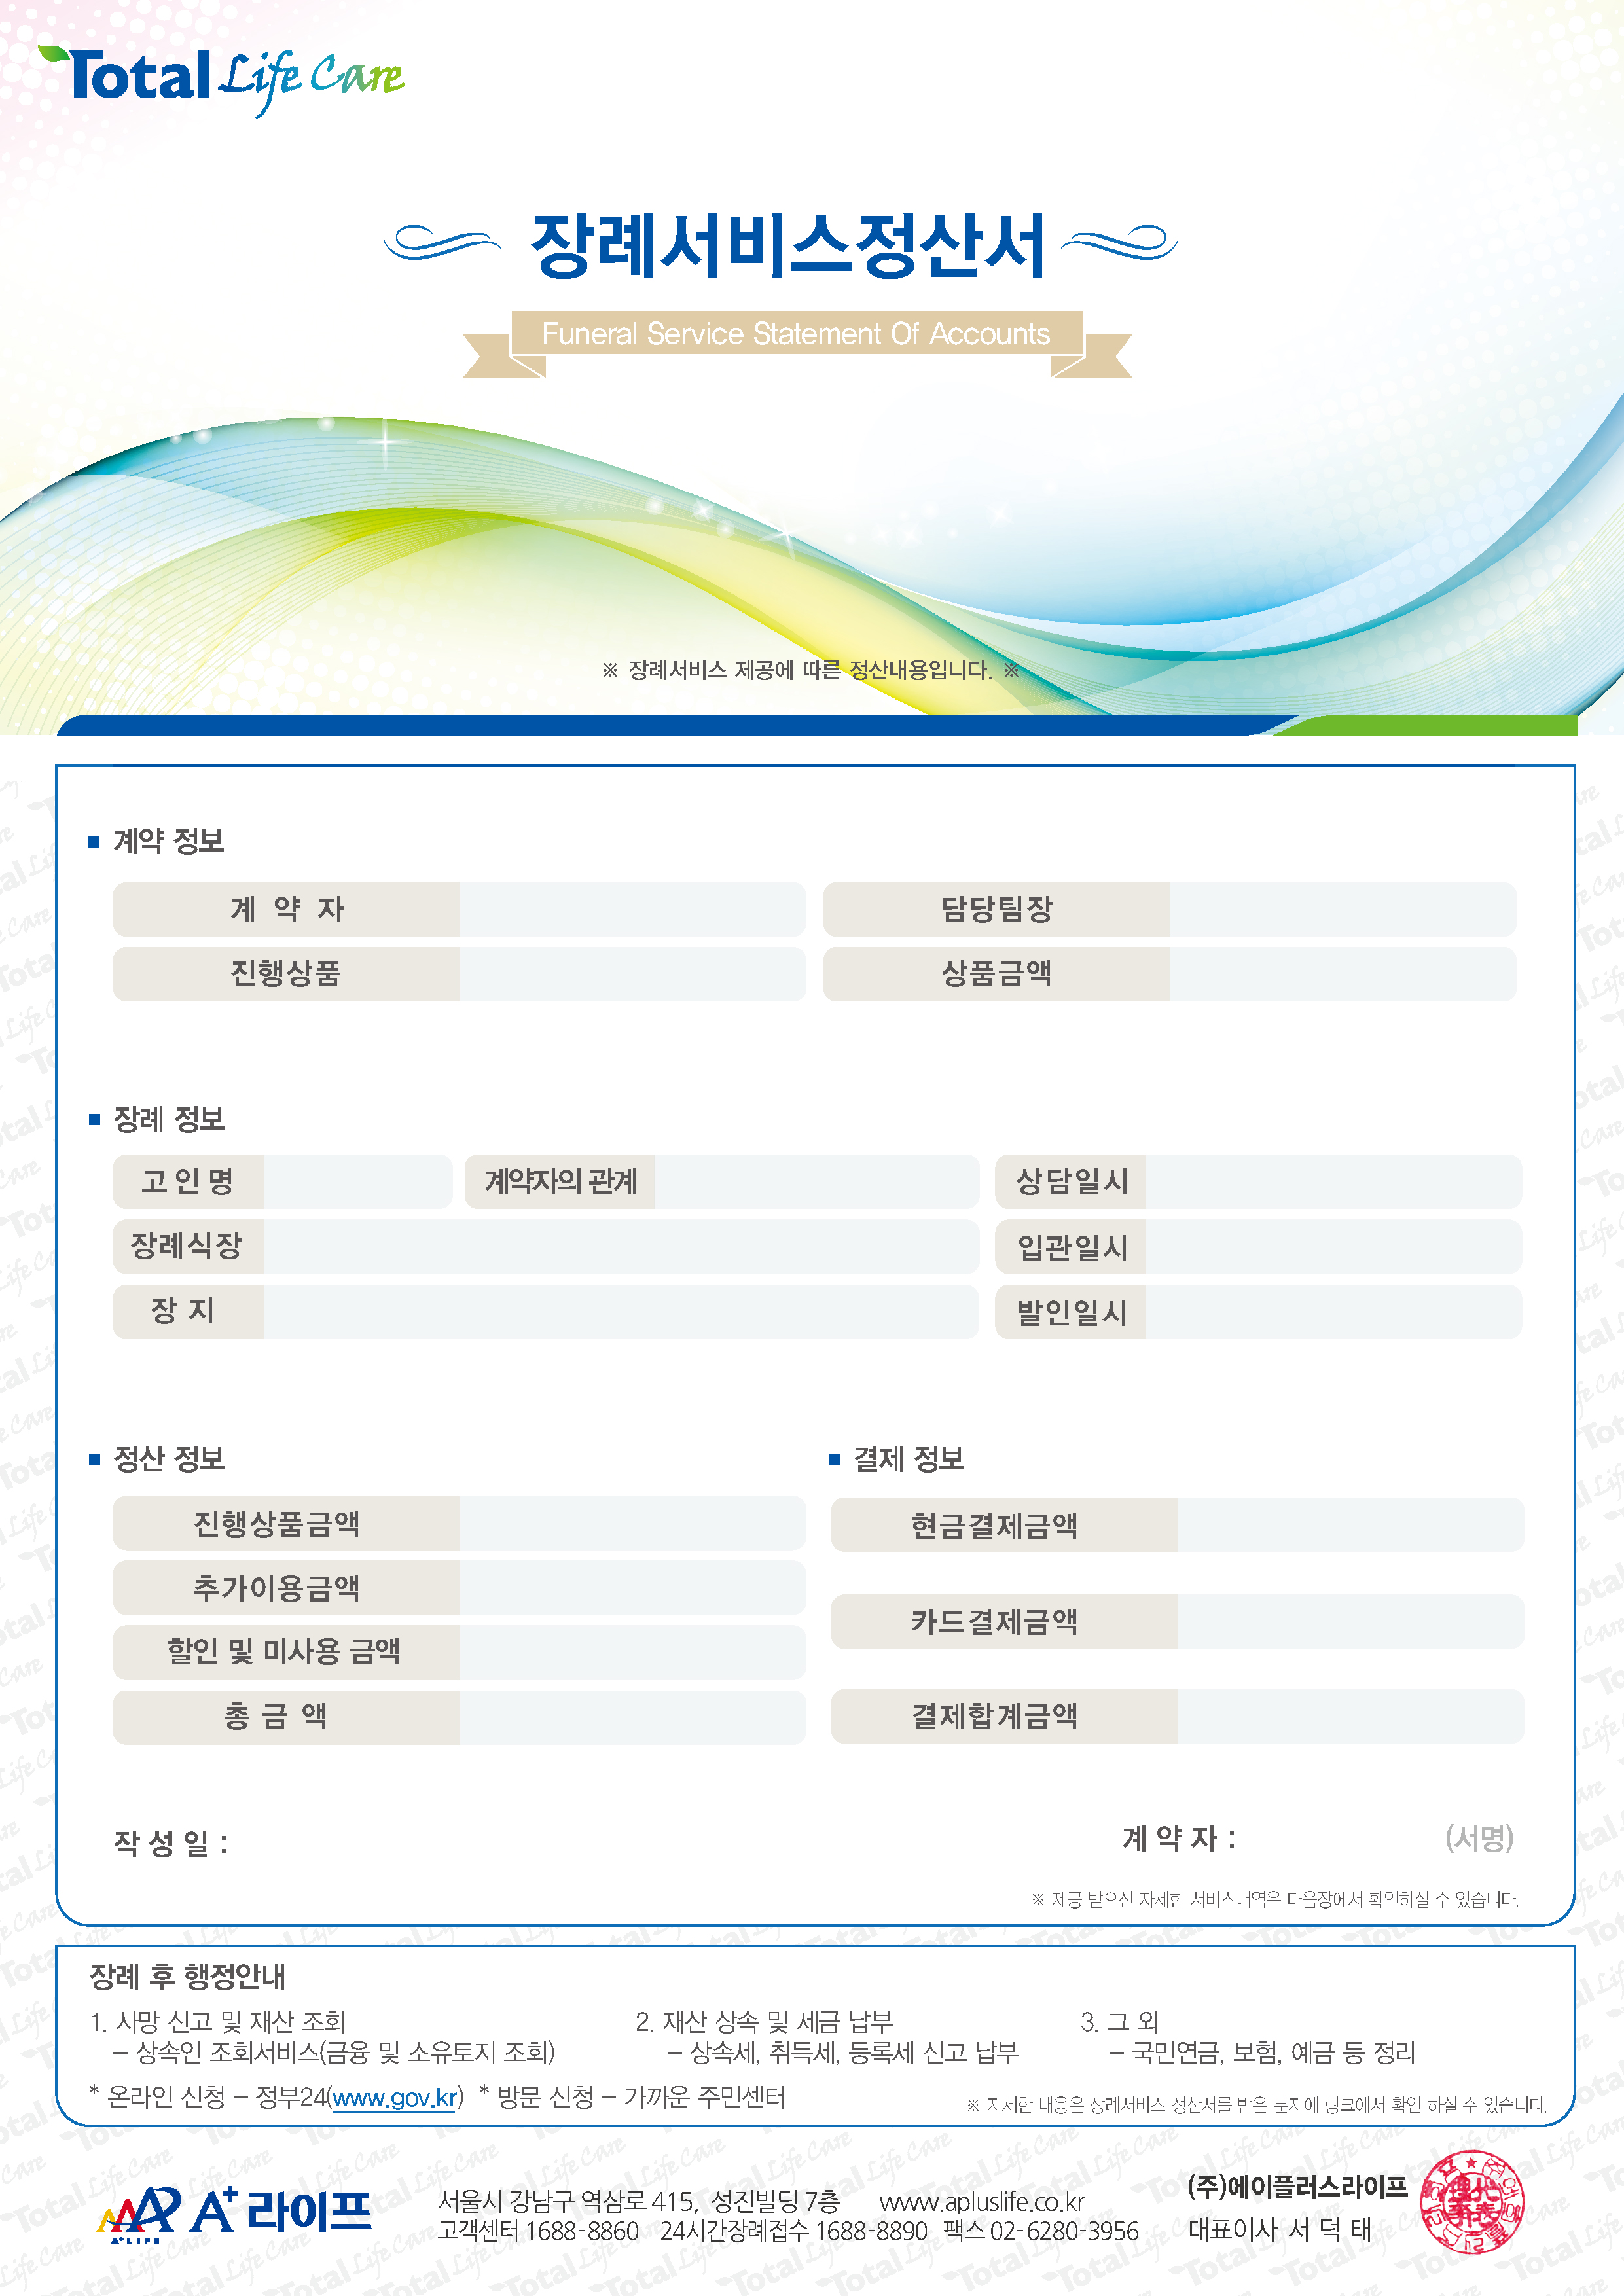 Total Life Care
장례서비스정산서
Funeral Service Statement Of Accounts
※ 장례서비스 제공에 따른 정산내용입니다. ※
계약 정보
계 약 자
담당팀장
진행상품
상품금액
장례 정보
고 인 명
계약자의 관계
상담일시
장례식장
입관일시
장 지
발인일시
정산 정보
결제 정보
진행상품금액
현금결제금액
추가이용금액
카드결제금액
할인 및 미사용 금액
총 금 액
결제합계금액
작 성 일 :
계 약 자 : (서명)
※ 제공 받으신 자세한 서비스내역은 다음장에서 확인하실 수 있습니다.
장례 후 행정안내
1. 사망 신고 및 재산 조회
2. 재산 상속 및 세금 납부
3. 그 외
– 상속인 조회서비스(금융 및 소유토지 조회)
– 상속세, 취득세, 등록세 신고 납부
– 국민연금, 보험, 예금 등 정리
* 온라인 신청 – 정부24(www.gov.kr) * 방문 신청 – 가까운 주민센터
※ 자세한 내용은 장례서비스 정산서를 받은 문자에 링크에서 확인 하실 수 있습니다.
A+LIFE
A+ 라이프
서울시 강남구 역삼로 415, 성진빌딩 7층 www.apluslife.co.kr
고객센터 1688-8860 24시간장례접수 1688-8890 팩스 02-6280-3956
(주)에이플러스라이프
대표이사 서 덕 태